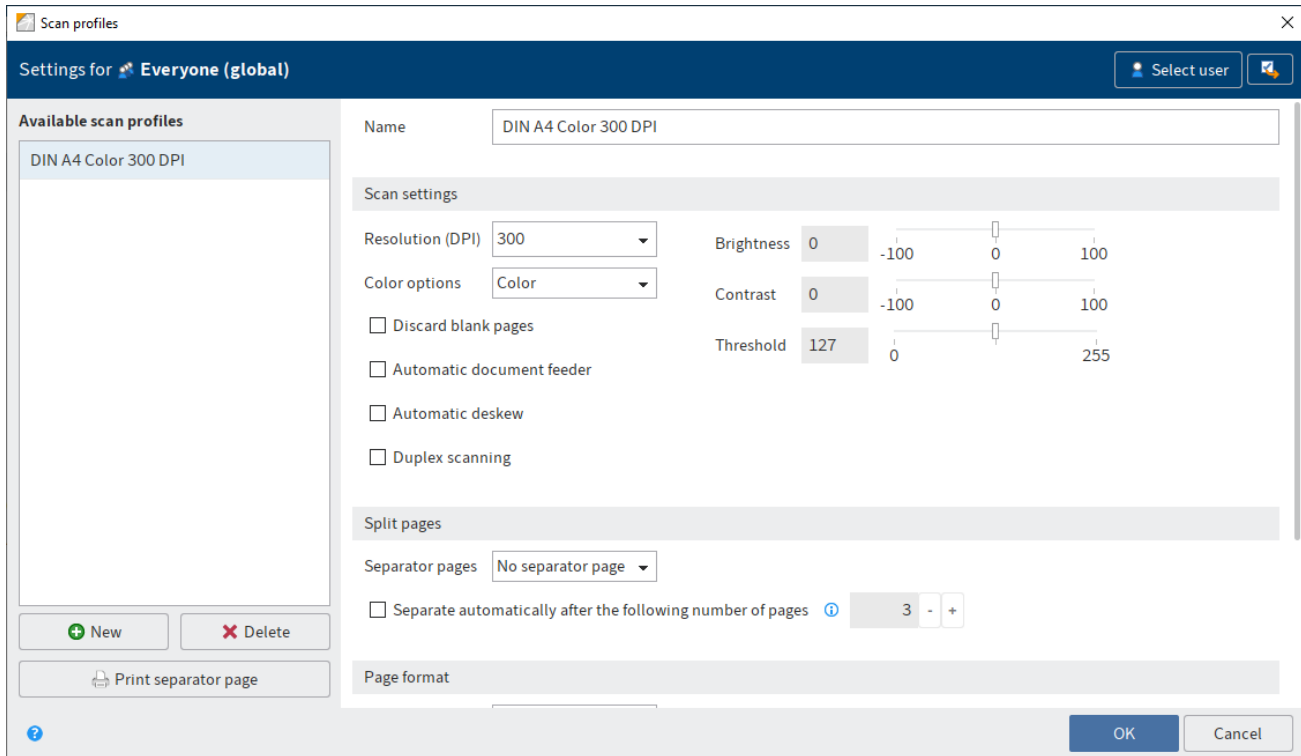 Scan profiles
Settings for Everyone (global)
Select user
Available scan profiles
DIN A4 Color 300 DPI
New
Delete
Print separator page
Name
DIN A4 Color 300 DPI
Scan settings
Resolution (DPI) 300
Color options Color
Discard blank pages
Automatic document feeder
Automatic deskew
Duplex scanning
Brightness 0
-100 0 100
Contrast 0
-100 0 100
Threshold 127
0 255
Split pages
Separator pages No separator page
Separate automatically after the following number of pages 3 - +
Page format
OK
Cancel